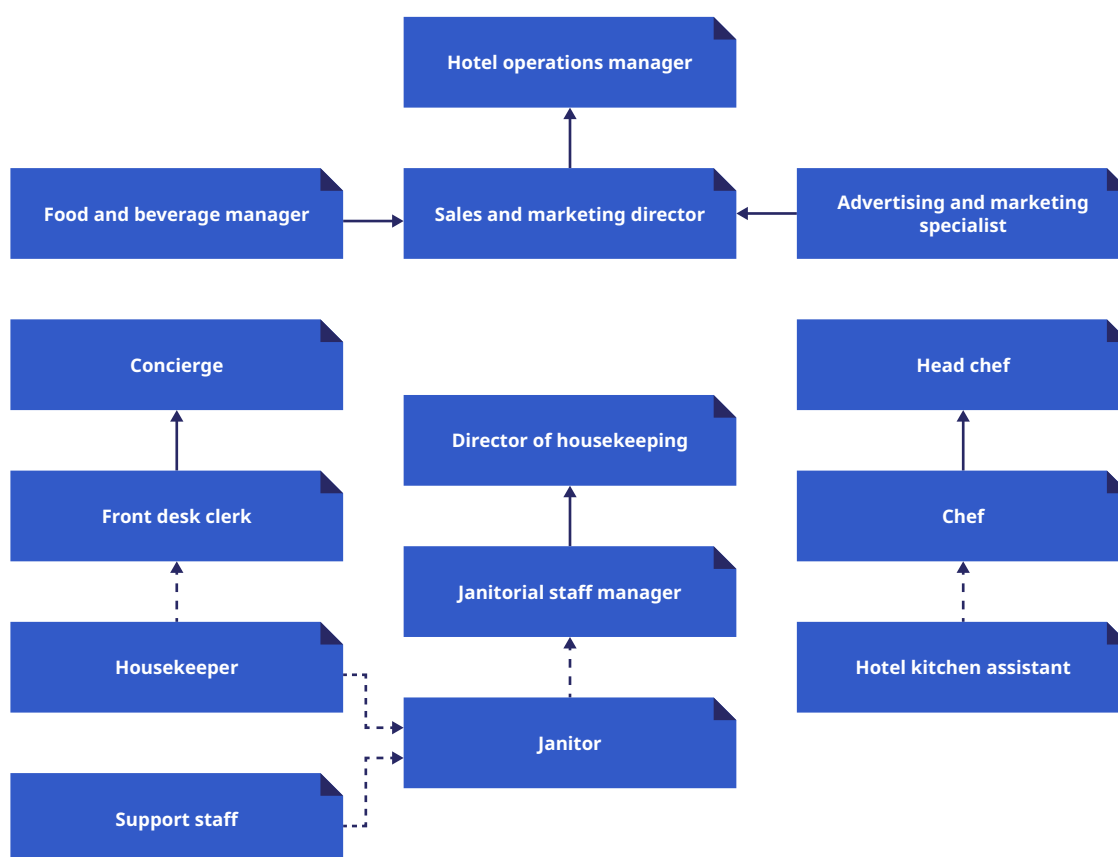 Hotel operations manager
Food and beverage manager
Sales and marketing director
Advertising and marketing
specialist
Concierge
Head chef
Director of housekeeping
Front desk clerk
Chef
Janitorial staff manager
Housekeeper
Hotel kitchen assistant
Janitor
Support staff